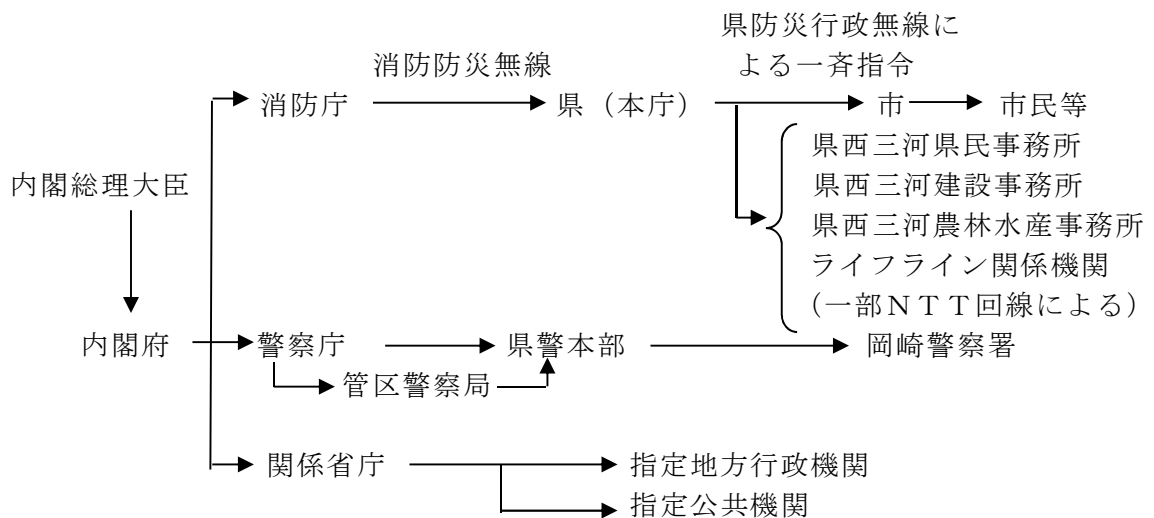 県防災行政無線に
よる一斉指令
消防防災無線
消防庁
県（本庁）
市
市民等
県西三河県民事務所
県西三河建設事務所
県西三河農林水産事務所
ライフライン関係機関
(一部ＮＴＴ回線による)
内閣総理大臣
内閣府
警察庁
県警本部
岡崎警察署
管区警察局
関係省庁
指定地方行政機関
指定公共機関